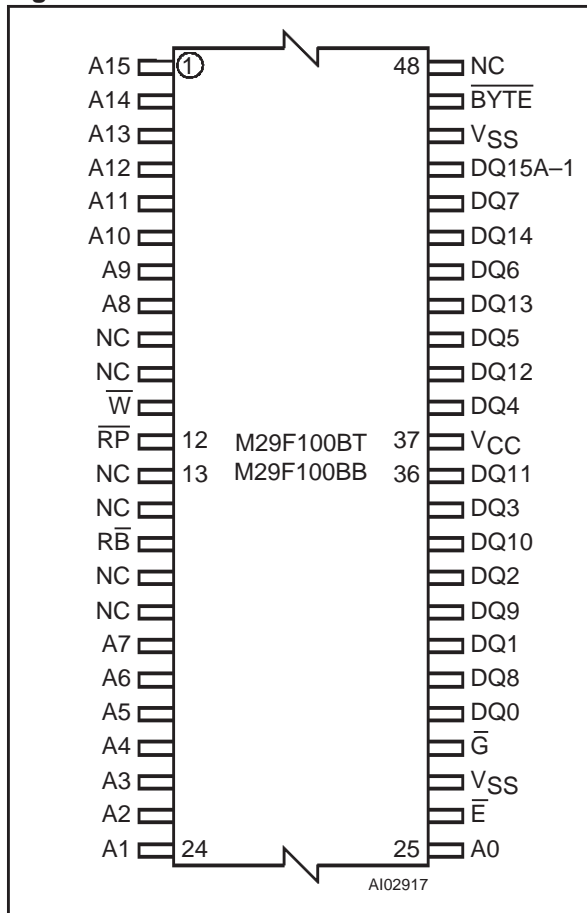 A15 1 48 NC
A14 B̅Y̅T̅E̅
A13 VSS
A12 DQ15A–1
A11 DQ7
A10 DQ14
A9 DQ6
A8 DQ13
NC DQ5
NC DQ12
W̅ DQ4
R̅P̅ 12 M29F100BT 37 VCC
NC 13 M29F100BB 36 DQ11
NC DQ3
RB̅ DQ10
NC DQ2
NC DQ9
A7 DQ1
A6 DQ8
A5 DQ0
A4 G̅
A3 VSS
A2 E̅
A1 24 25 A0
AI02917